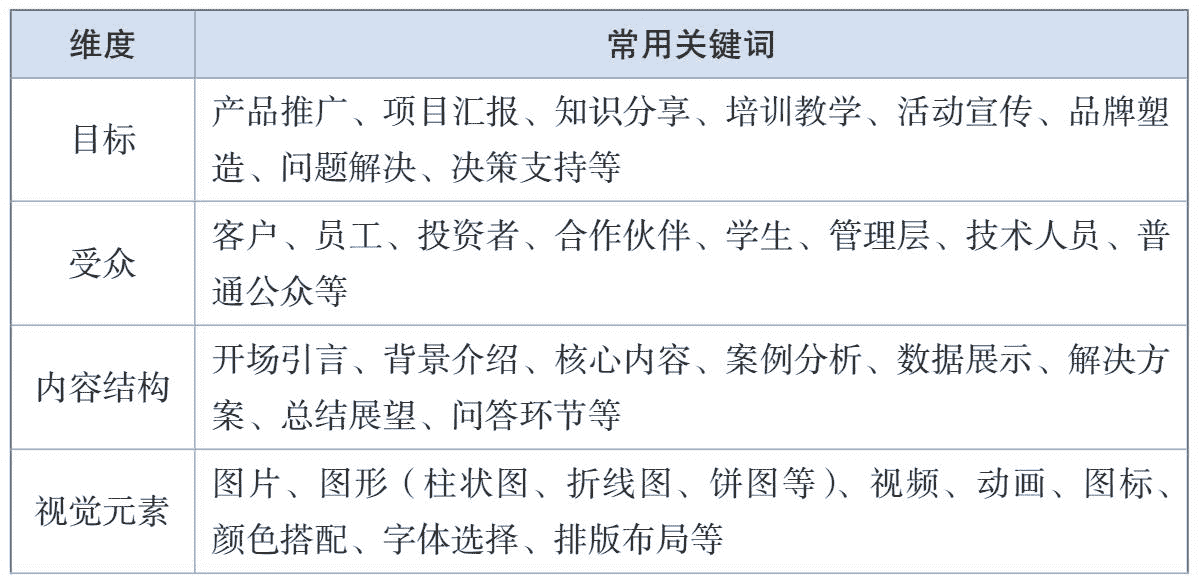 维度
常用关键词
目标
产品推广、项目汇报、知识分享、培训教学、活动宣传、品牌塑
造、问题解决、决策支持等
受众
客户、员工、投资者、合作伙伴、学生、管理层、技术人员、普
通公众等
内容结构
开场引言、背景介绍、核心内容、案例分析、数据展示、解决方
案、总结展望、问答环节等
视觉元素
图片、图形（柱状图、折线图、饼图等）、视频、动画、图标、
颜色搭配、字体选择、排版布局等